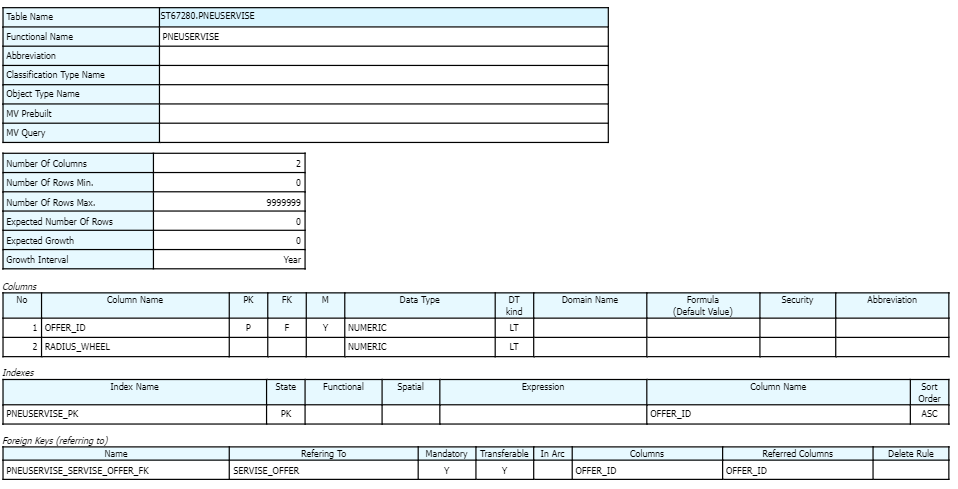 Table Name ST67280.PNEUSERVISE
Functional Name PNEUSERVISE
Abbreviation
Classification Type Name
Object Type Name
MV Prebuilt
MV Query
Number Of Columns 2
Number Of Rows Min. 0
Number Of Rows Max. 9999999
Expected Number Of Rows 0
Expected Growth 0
Growth Interval Year
Columns
No Column Name PK FK M Data Type DT kind Domain Name Formula (Default Value) Security Abbreviation
1 OFFER_ID P F Y NUMERIC LT
2 RADIUS_WHEEL NUMERIC LT
Indexes
Index Name State Functional Spatial Expression Column Name Sort Order
PNEUSERVISE_PK PK OFFER_ID ASC
Foreign Keys (referring to)
Name Refering To Mandatory Transferable In Arc Columns Referred Columns Delete Rule
PNEUSERVISE_SERVISE_OFFER_FK SERVISE_OFFER Y Y OFFER_ID OFFER_ID